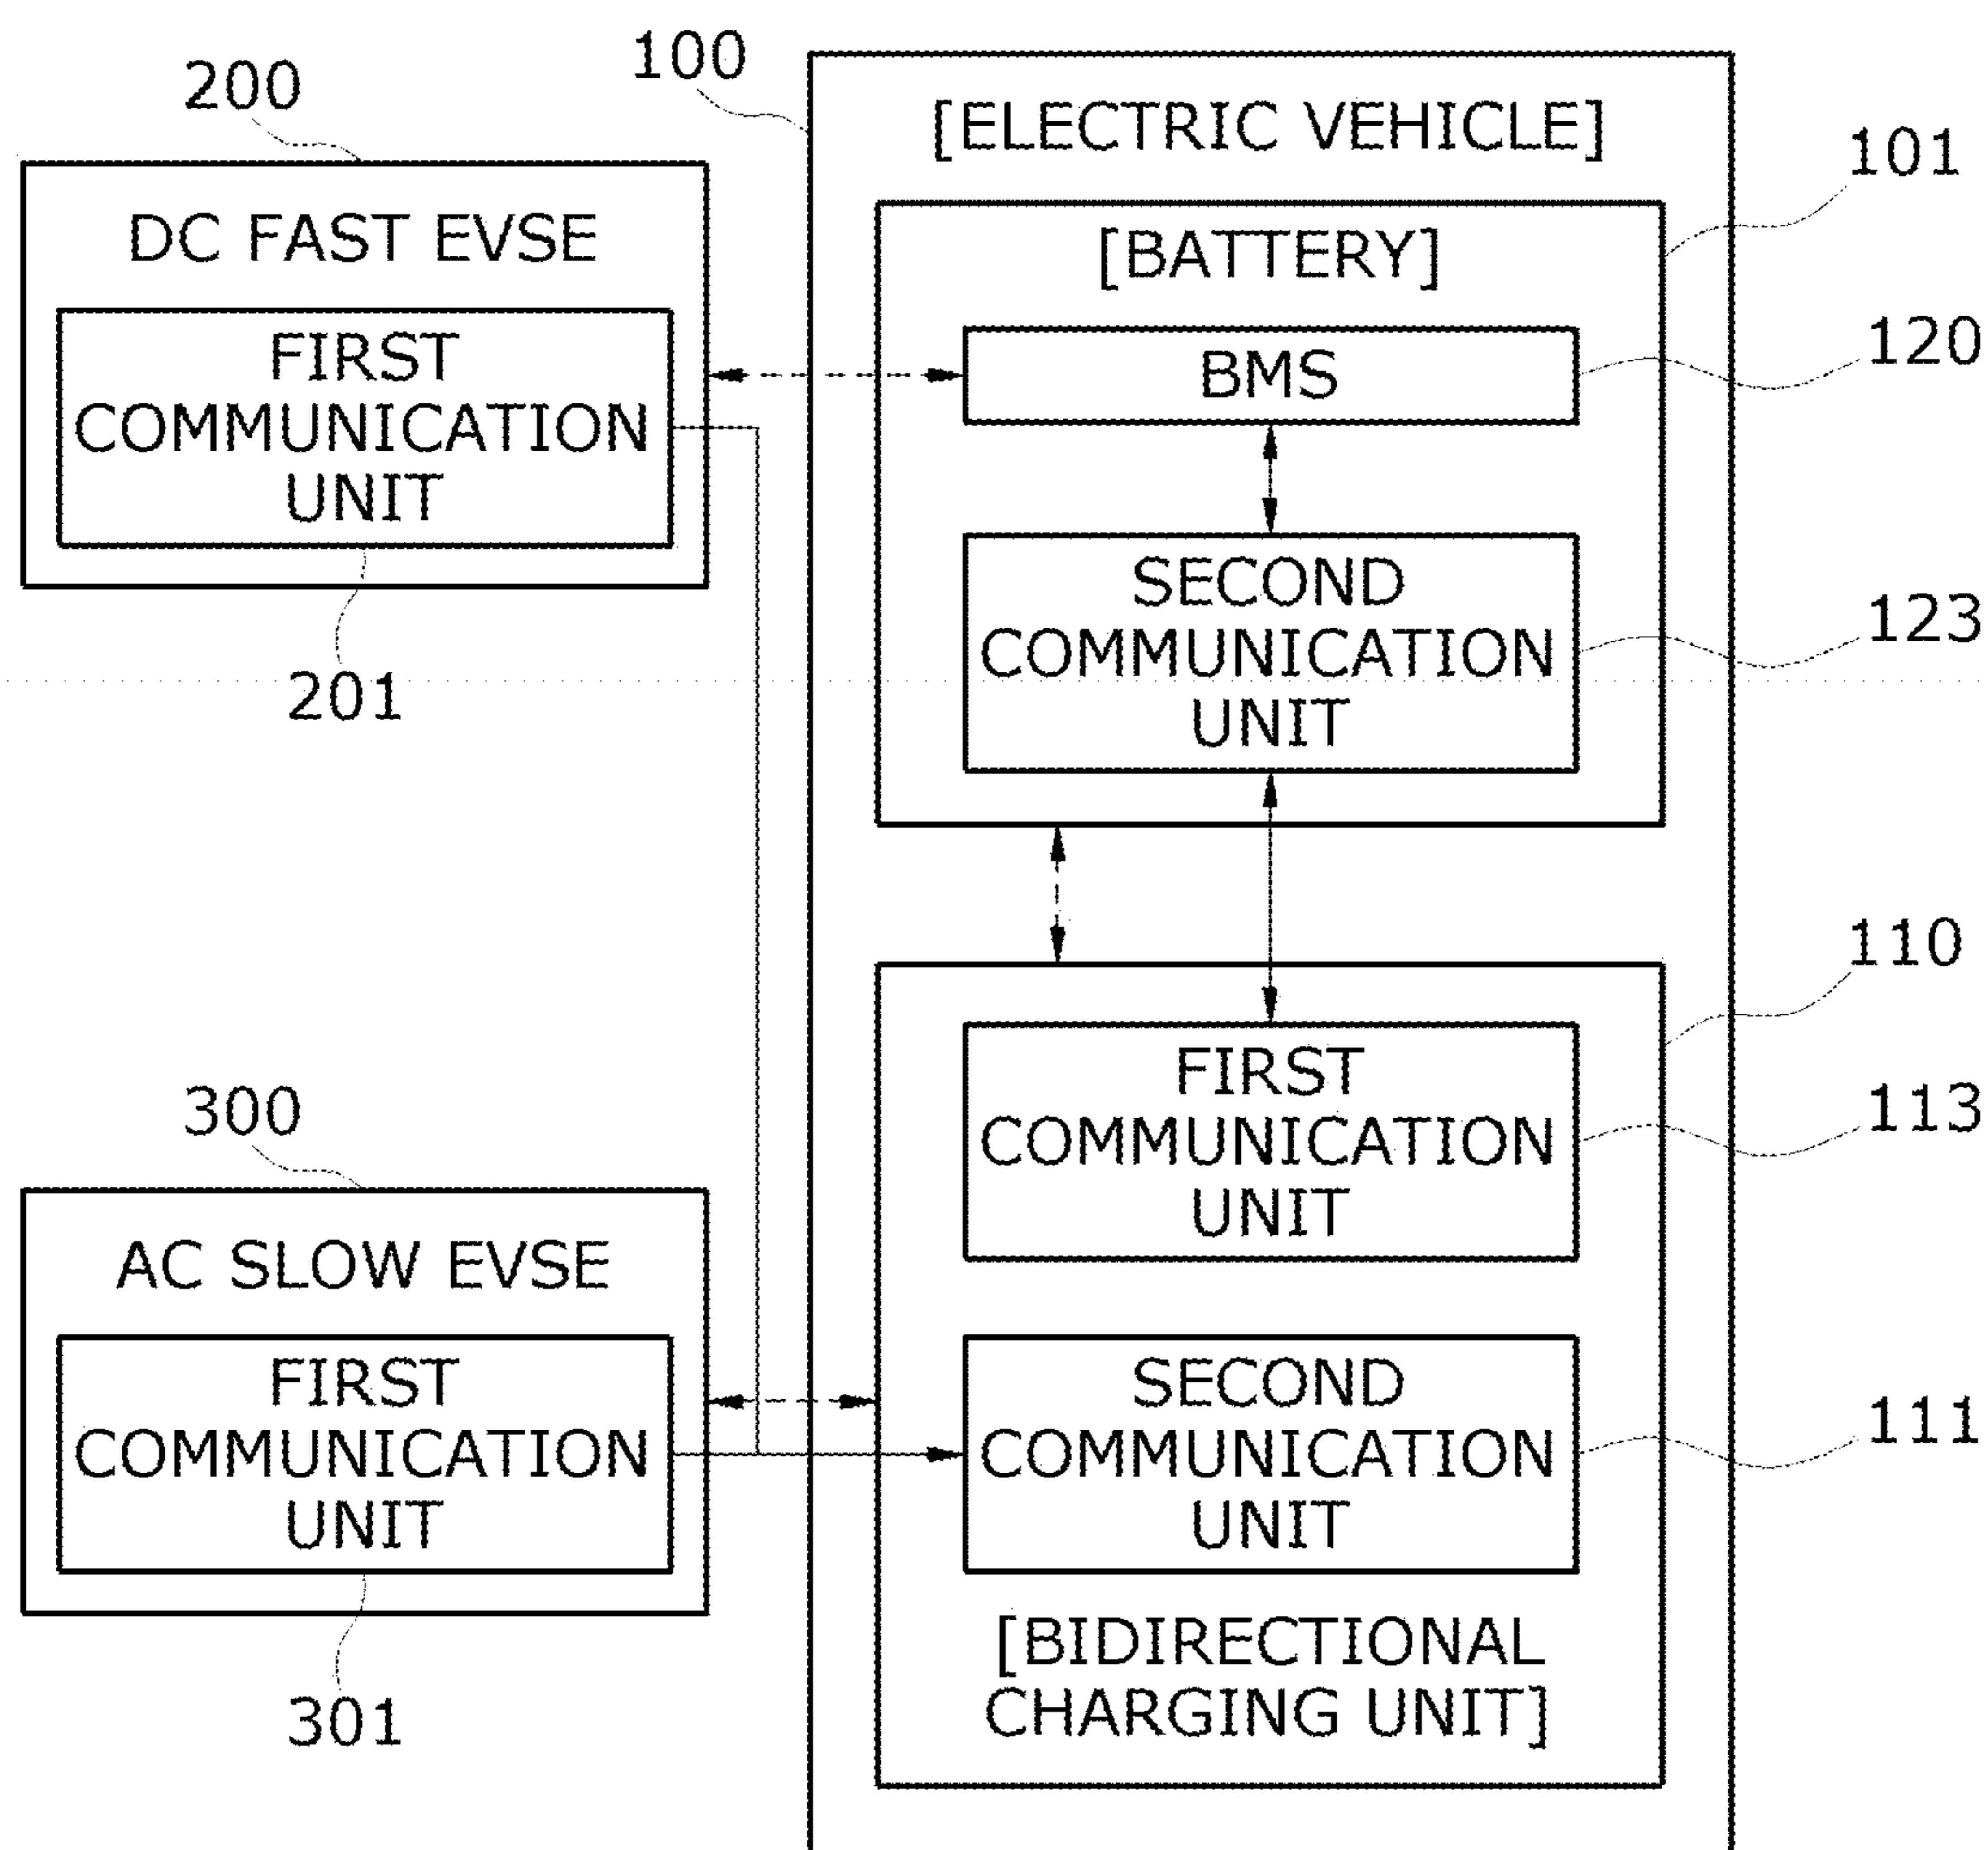 200
DC FAST EVSE
FIRST
COMMUNICATION
UNIT
201
300
AC SLOW EVSE
FIRST
COMMUNICATION
UNIT
301
100
[ELECTRIC VEHICLE]
101
[BATTERY]
BMS
120
SECOND
COMMUNICATION
UNIT
123
110
FIRST
COMMUNICATION
UNIT
113
SECOND
COMMUNICATION
UNIT
111
[BIDIRECTIONAL
CHARGING UNIT]